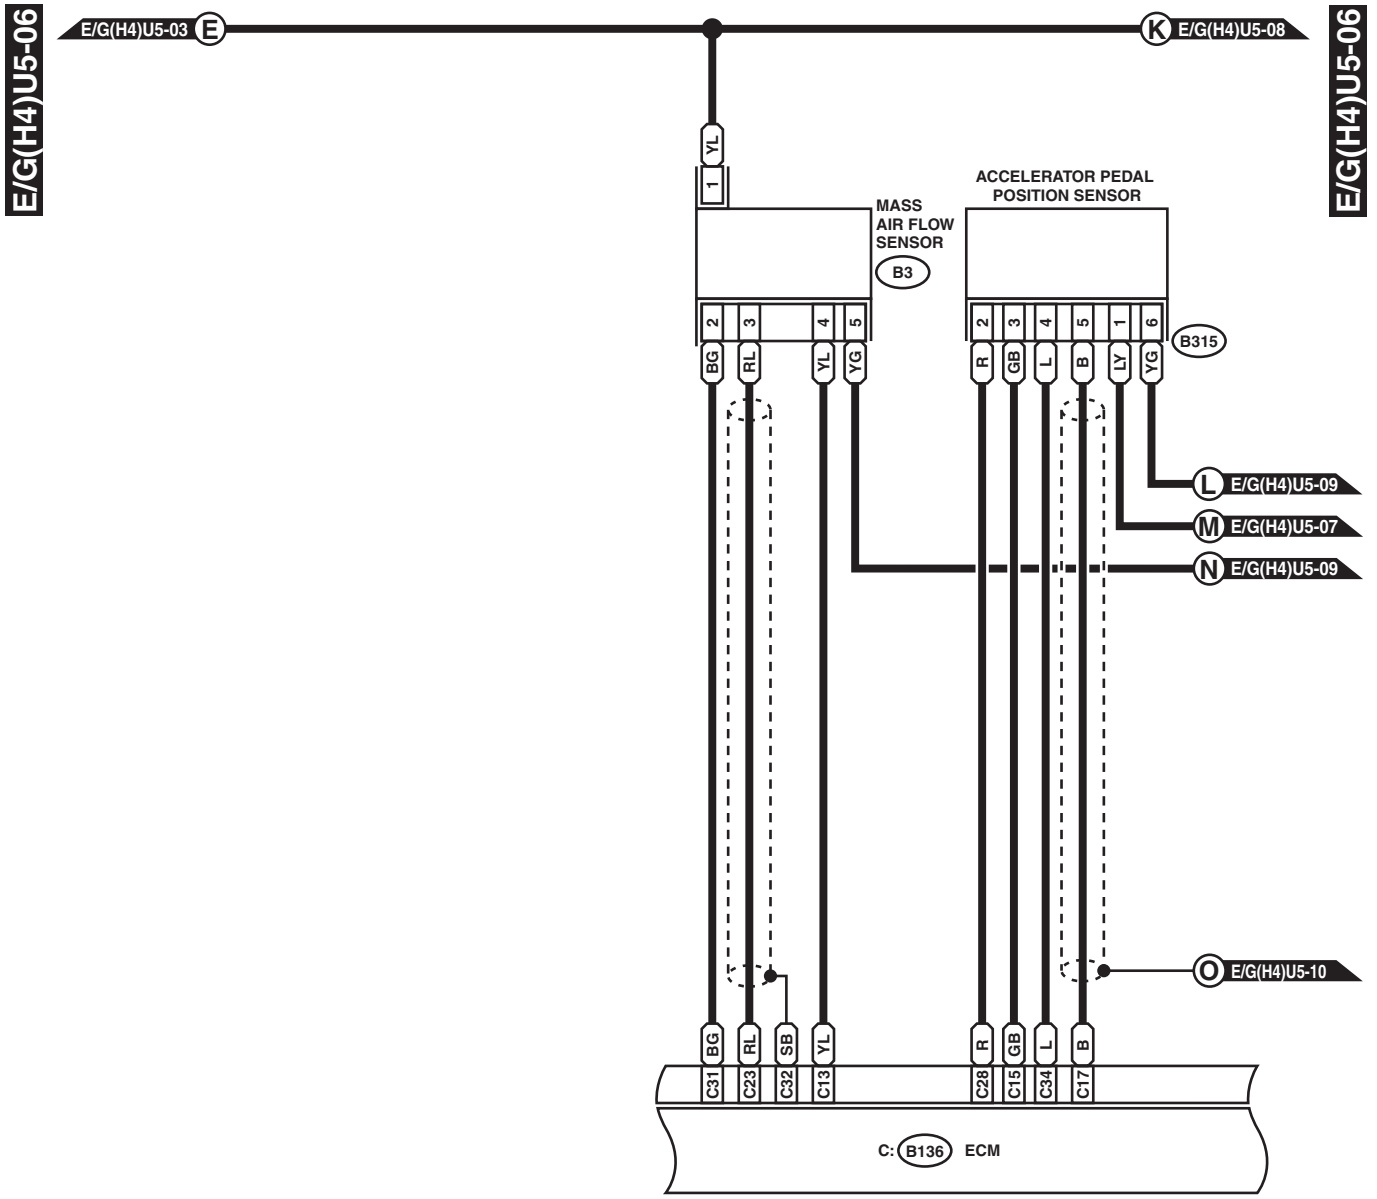 E/G(H4)U5-06
E/G(H4)U5-03 E
K E/G(H4)U5-08
E/G(H4)U5-06
YL
1
MASS
AIR FLOW
SENSOR
B3
ACCELERATOR PEDAL
POSITION SENSOR
2 3 4 5
2 3 4 5 1 6
B315
BG RL YL YG
R GB L B LY YG
L E/G(H4)U5-09
M E/G(H4)U5-07
N E/G(H4)U5-09
O E/G(H4)U5-10
BG RL SB YL
R GB L B
C31 C23 C32 C13
C28 C15 C34 C17
C: B136 ECM